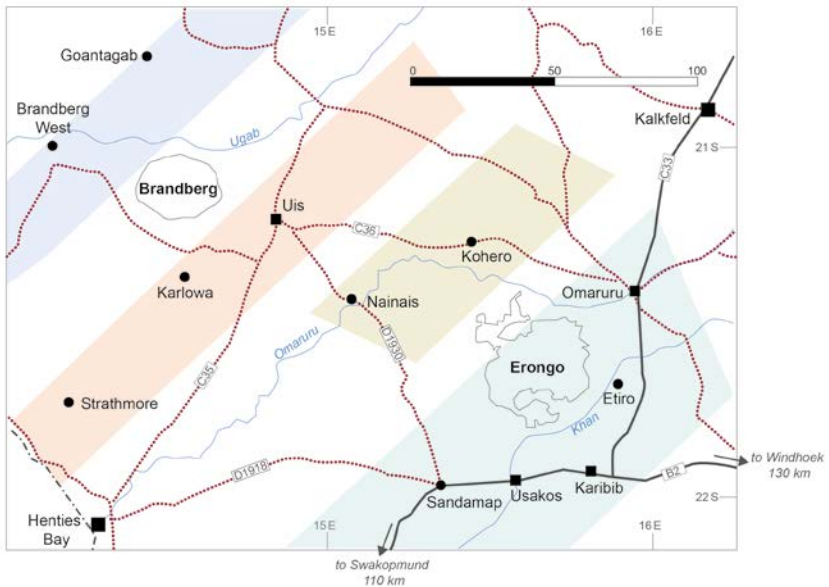 15 E
16 E
Goantagab
0
50
100
Brandberg
West
Kalkfeld
Ugab
21 S
C33
Brandberg
Uis
C36
Kohero
Karlowa
Omaruru
Nainais
Omaruru
D1930
Erongo
C35
Etiro
Strathmore
Khan
to Windhoek
130 km
D1918
B2
Sandamap
Usakos
Karibib
22 S
Henties
Bay
15 E
16 E
to Swakopmund
110 km